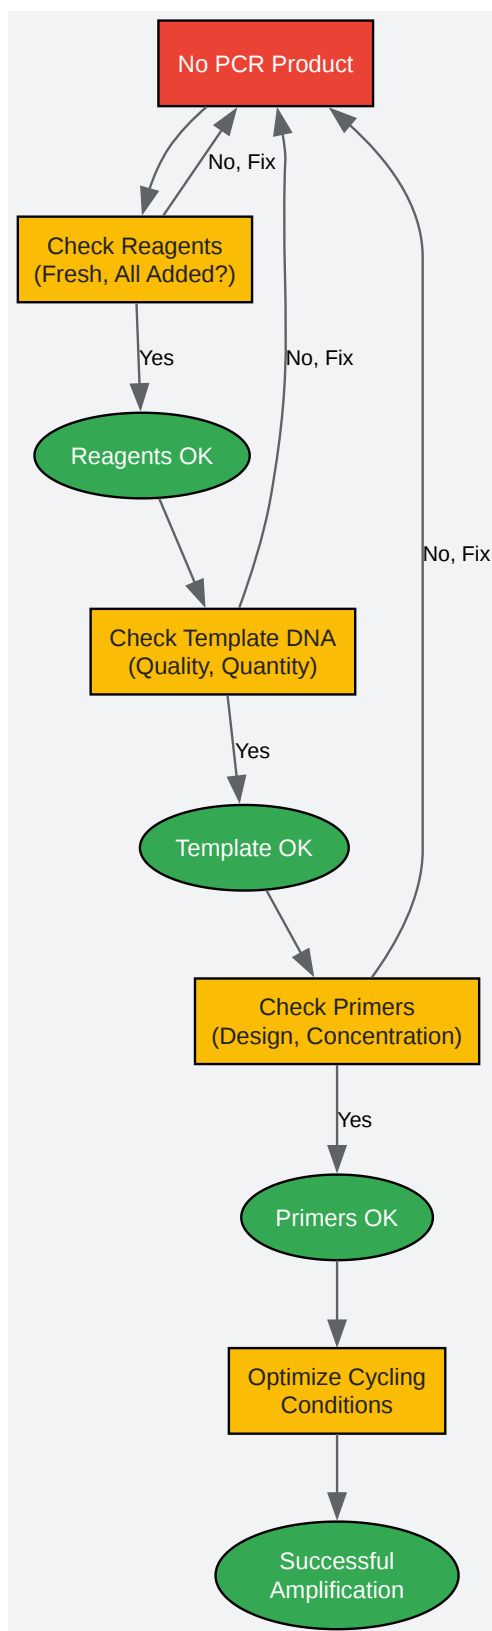 No PCR Product
No, Fix
Check Reagents
(Fresh, All Added?)
Yes
No, Fix
Reagents OK
No, Fix
Check Template DNA
(Quality, Quantity)
Yes
Template OK
Check Primers
(Design, Concentration)
Yes
Primers OK
Optimize Cycling
Conditions
Successful
Amplification